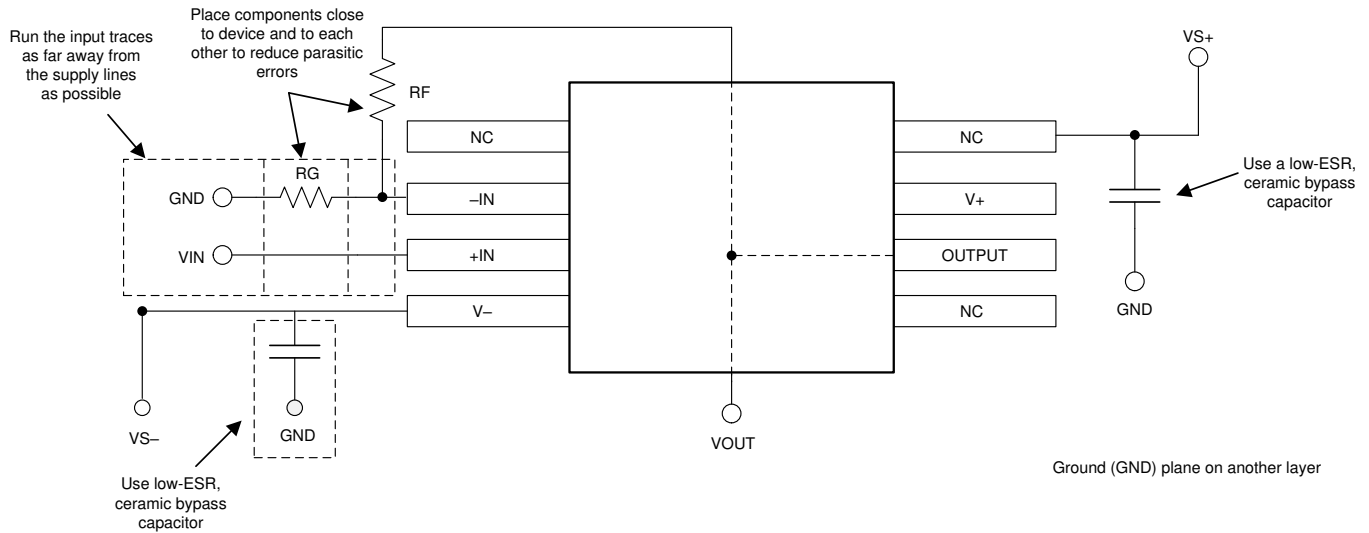 Run the input traces
as far away from
the supply lines
as possible
Place components close
to device and to each
other to reduce parasitic
errors
RF
RG
GND
VIN
NC
–IN
+IN
V–
NC
V+
OUTPUT
NC
VS+
Use a low-ESR,
ceramic bypass
capacitor
GND
VS–
GND
Use low-ESR,
ceramic bypass
capacitor
VOUT
Ground (GND) plane on another layer